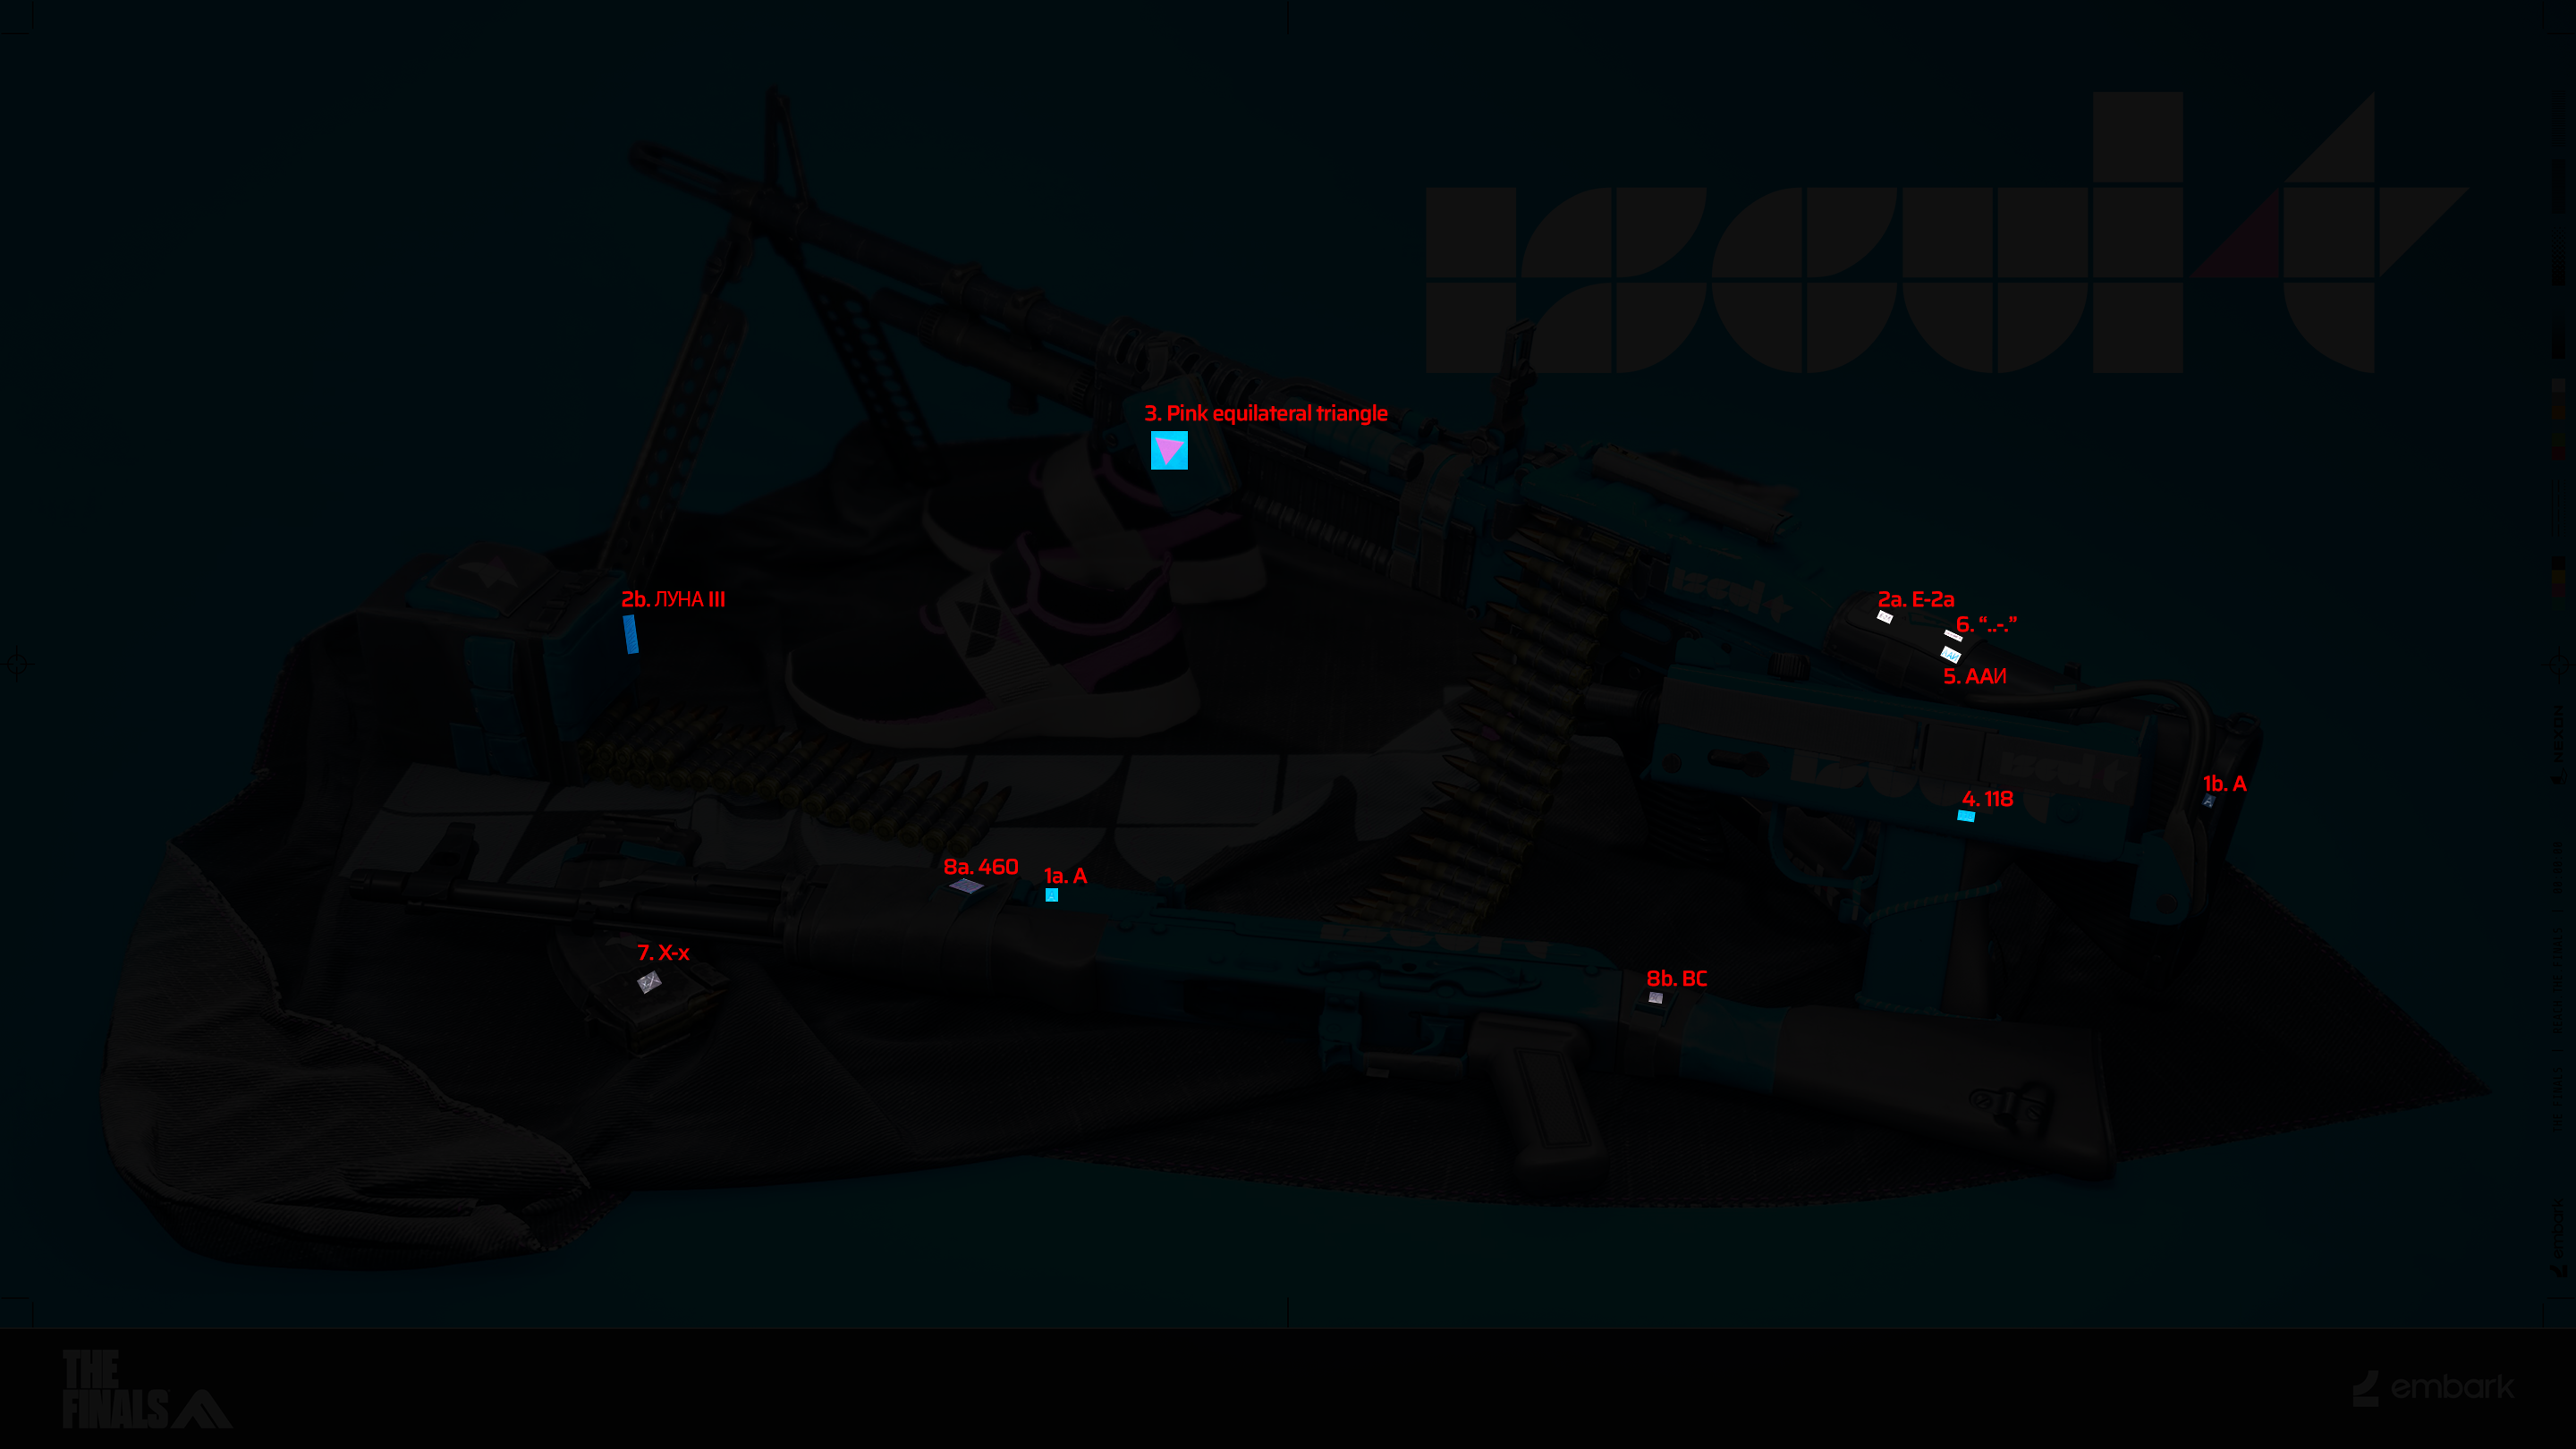 3. Pink equilateral triangle
2b. ЛУНА III
2a. E-2a
6. “..-.”
5. ААИ
1b. A
4. 118
8a. 460
1a. A
7. X-x
8b. BC
THE
FINALS
embark